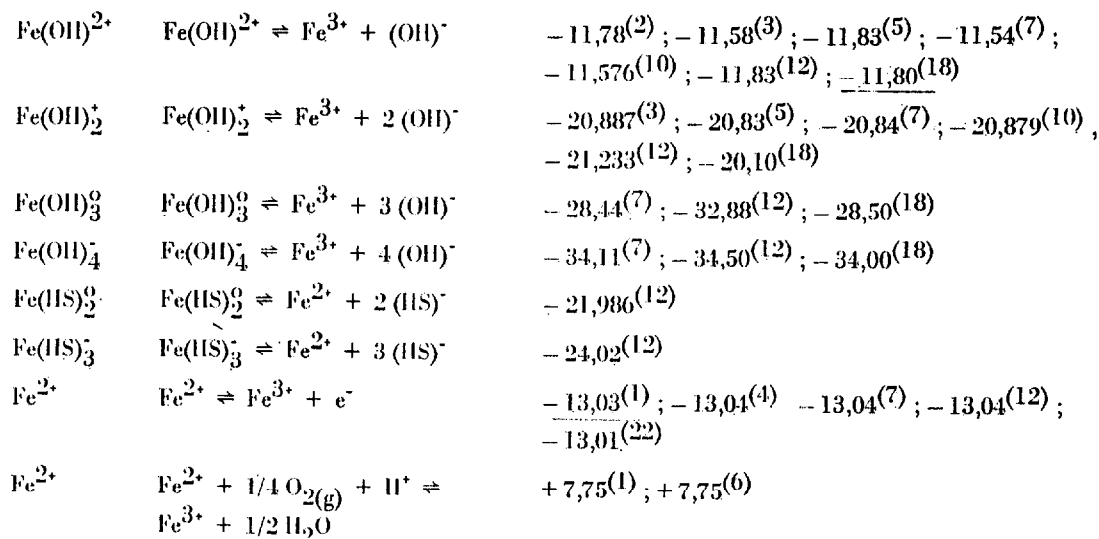 Fe(OH)²⁺ Fe(OH)²⁺ ⇌ Fe³⁺ + (OH)⁻ −11,78⁽²⁾ ; −11,58⁽³⁾ ; −11,83⁽⁵⁾ ; −11,54⁽⁷⁾ ;
−11,576⁽¹⁰⁾ ; −11,83⁽¹²⁾ ; −11,80⁽¹⁸⁾
Fe(OH)₂⁺ Fe(OH)₂⁺ ⇌ Fe³⁺ + 2 (OH)⁻ −20,887⁽³⁾ ; −20,83⁽⁵⁾ ; −20,84⁽⁷⁾ ; −20,879⁽¹⁰⁾ ,
−21,233⁽¹²⁾ ; −20,10⁽¹⁸⁾
Fe(OH)₃⁰ Fe(OH)₃⁰ ⇌ Fe³⁺ + 3 (OH)⁻ −28,44⁽⁷⁾ ; −32,88⁽¹²⁾ ; −28,50⁽¹⁸⁾
Fe(OH)₄⁻ Fe(OH)₄⁻ ⇌ Fe³⁺ + 4 (OH)⁻ −34,11⁽⁷⁾ ; −34,50⁽¹²⁾ ; −34,00⁽¹⁸⁾
Fe(HS)₂⁰ Fe(HS)₂⁰ ⇌ Fe²⁺ + 2 (HS)⁻ −21,986⁽¹²⁾
Fe(HS)₃⁻ Fe(HS)₃⁻ ⇌ Fe²⁺ + 3 (HS)⁻ −24,02⁽¹²⁾
Fe²⁺ Fe²⁺ ⇌ Fe³⁺ + e⁻ −13,03⁽¹⁾ ; −13,04⁽⁴⁾ −13,04⁽⁷⁾ ; −13,04⁽¹²⁾ ;
−13,01⁽²²⁾
Fe²⁺ Fe²⁺ + 1/4 O₂(g) + H⁺ ⇌ +7,75⁽¹⁾ ; +7,75⁽⁶⁾
Fe³⁺ + 1/2 H₂O